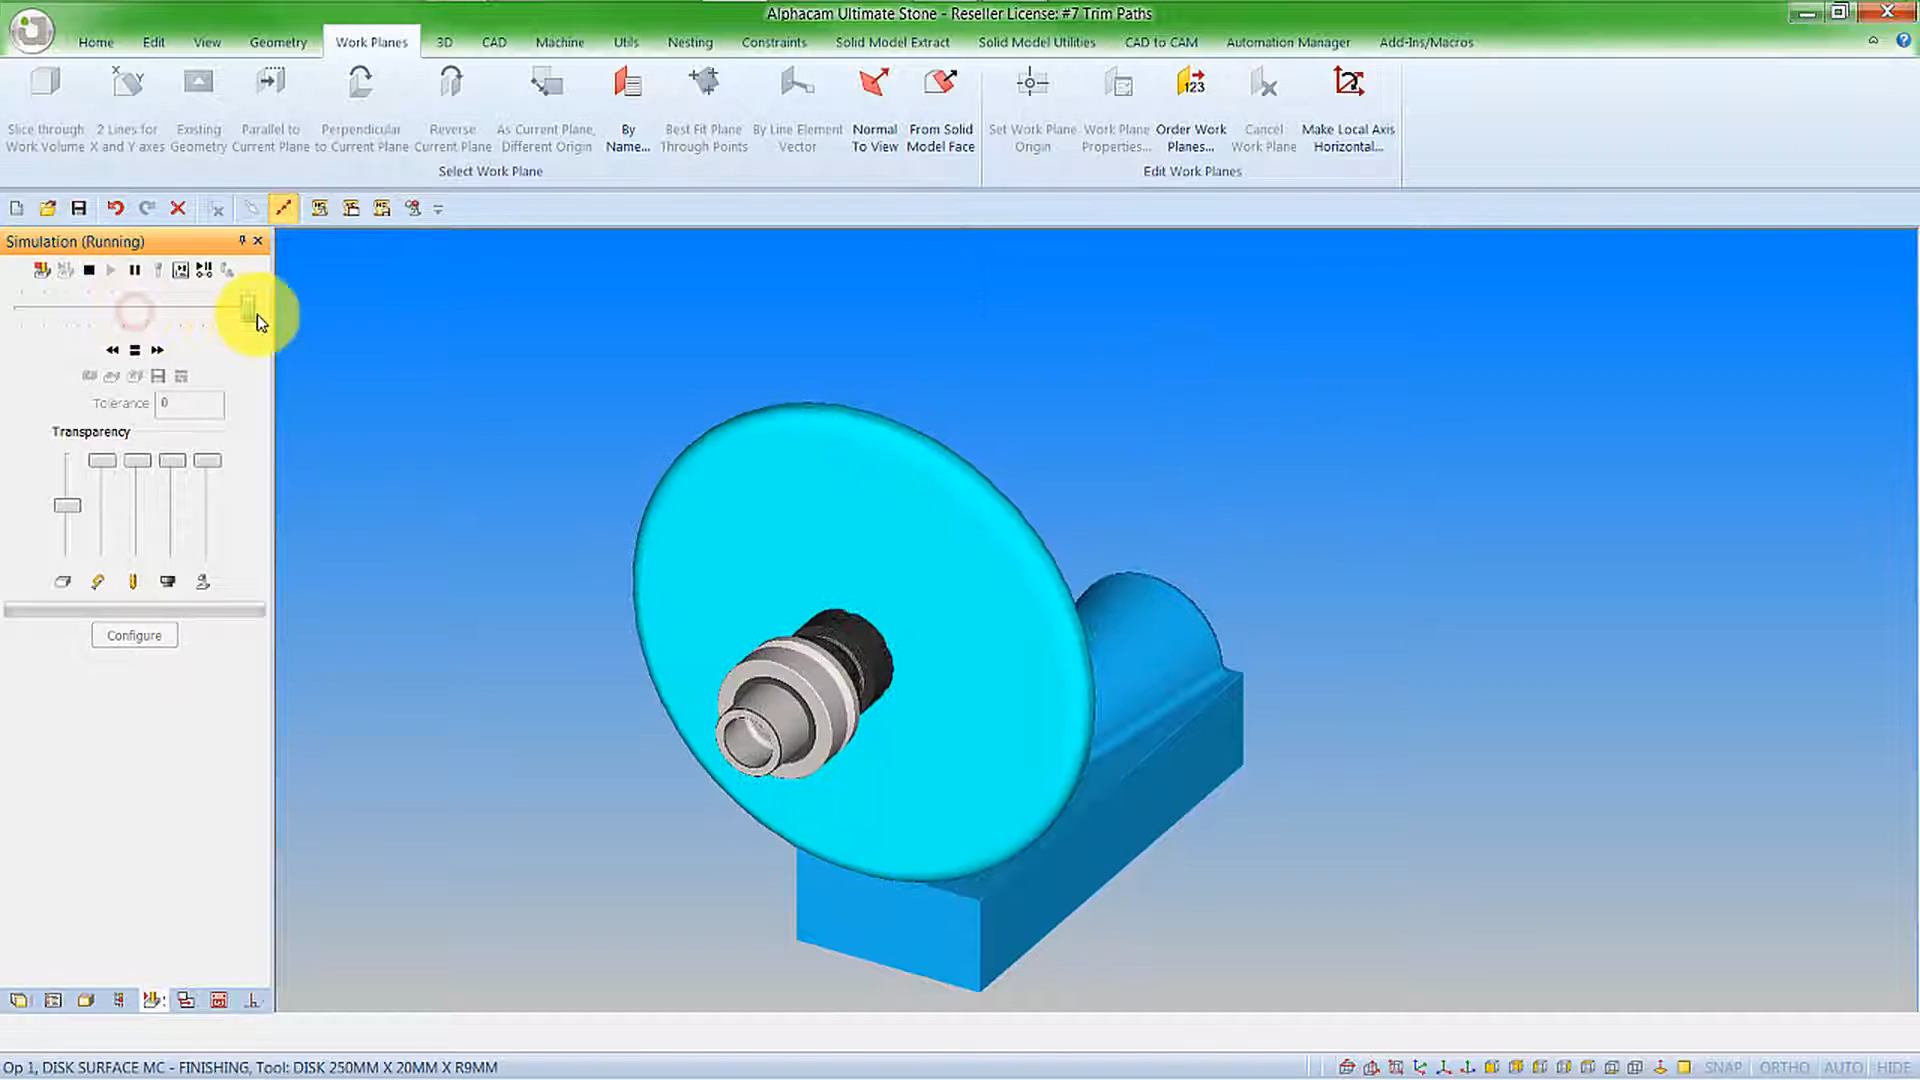 Alphacam Ultimate Stone - Reseller License: #7 Trim Paths
Home Edit View Geometry Work Planes 3D CAD Machine Utils Nesting Constraints Solid Model Extract Solid Model Utilities CAD to CAM Automation Manager Add-Ins/Macros
Slice through Work Volume
2 Lines for X and Y axes
Existing Geometry
Parallel to Current Plane
Perpendicular to Current Plane
Reverse Current Plane
As Current Plane, Different Origin
By Name...
Best Fit Plane Through Points
By Line Element Vector
Normal To View
From Solid Model Face
Set Work Plane Origin
Work Plane Properties...
123
Order Work Planes...
Cancel Work Plane
Make Local Axis Horizontal...
Select Work Plane
Edit Work Planes
Simulation (Running)
Tolerance 0
Transparency
Configure
Op 1, DISK SURFACE MC - FINISHING, Tool: DISK 250MM X 20MM X R9MM
SNAP ORTHO AUTO HIDE